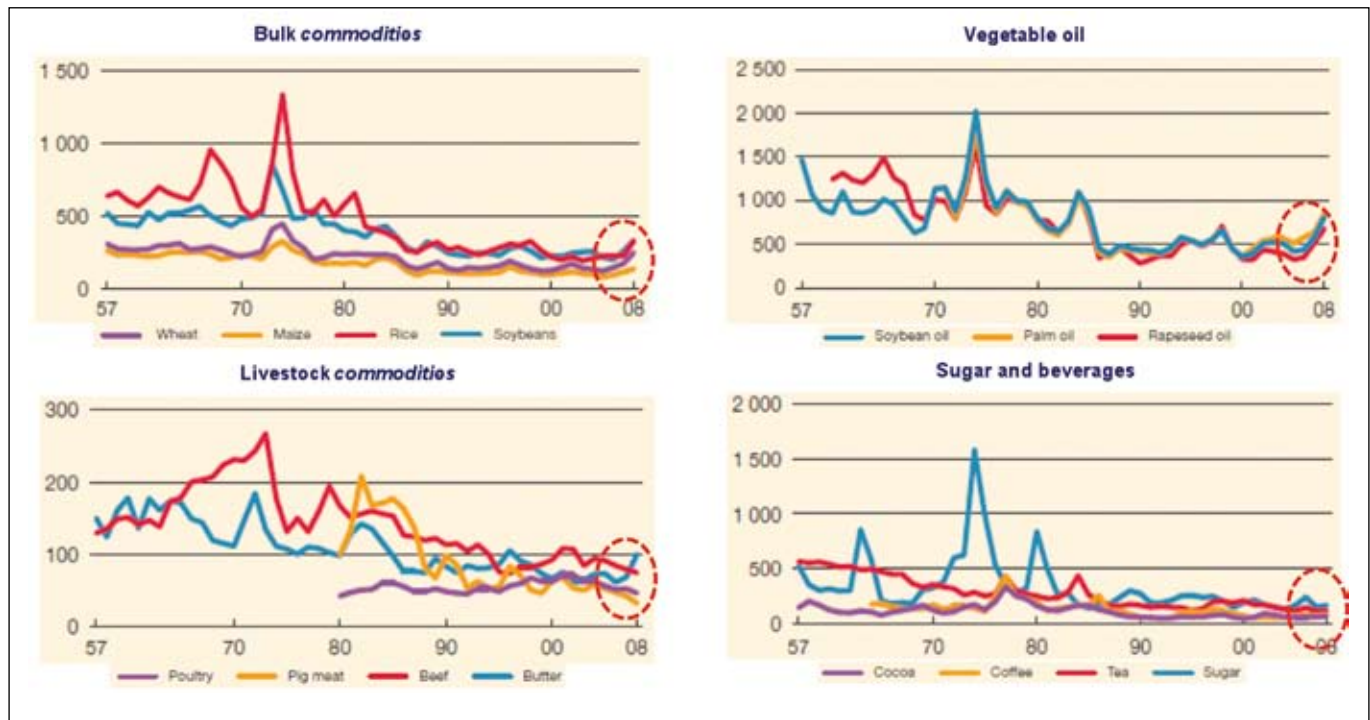 Bulk commodities
1 500
1 000
500
0
57 70 80 90 00 08
Wheat Maize Rice Soybeans
Vegetable oil
2 500
2 000
1 500
1 000
500
0
57 70 80 90 00 08
Soybean oil Palm oil Rapeseed oil
Livestock commodities
300
200
100
0
57 70 80 90 00 08
Poultry Pig meat Beef Butter
Sugar and beverages
2 000
1 500
1 000
500
0
57 70 80 90 00 08
Cocoa Coffee Tea Sugar